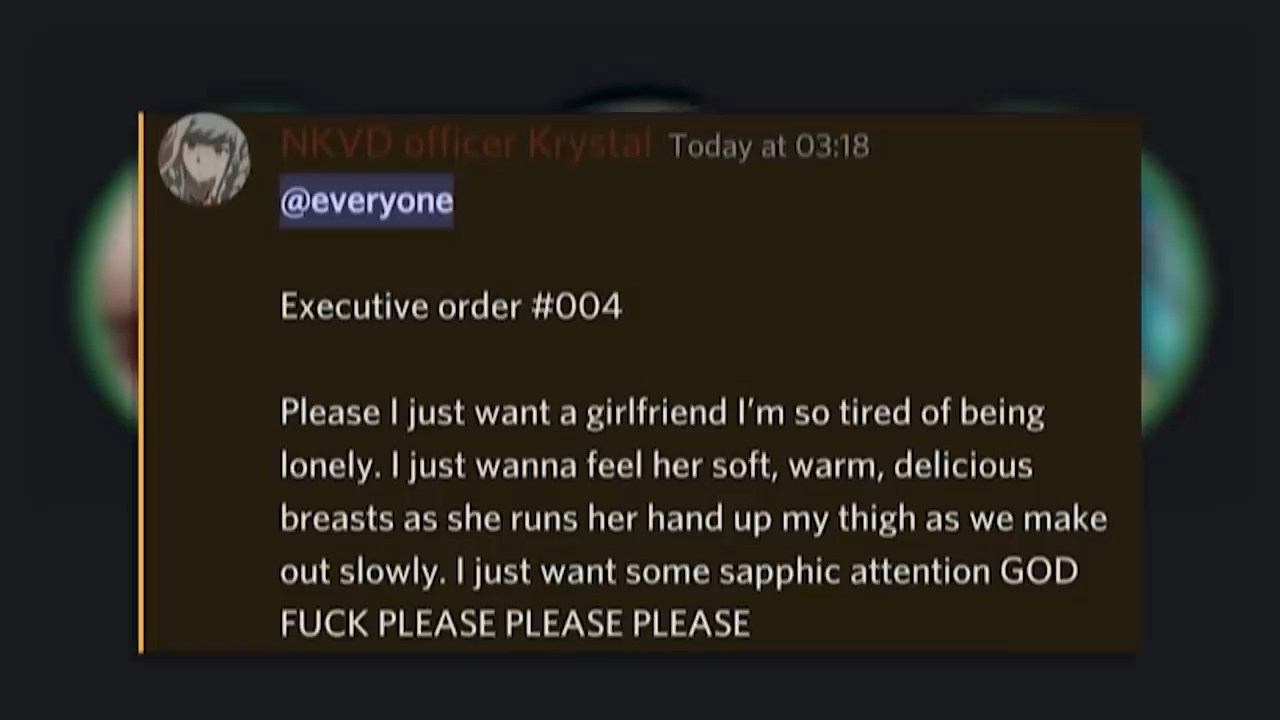 NKVD officer Krystal Today at 03:18
@everyone
Executive order #004
Please I just want a girlfriend I'm so tired of being
lonely. I just wanna feel her soft, warm, delicious
breasts as she runs her hand up my thigh as we make
out slowly. I just want some sapphic attention GOD
FUCK PLEASE PLEASE PLEASE